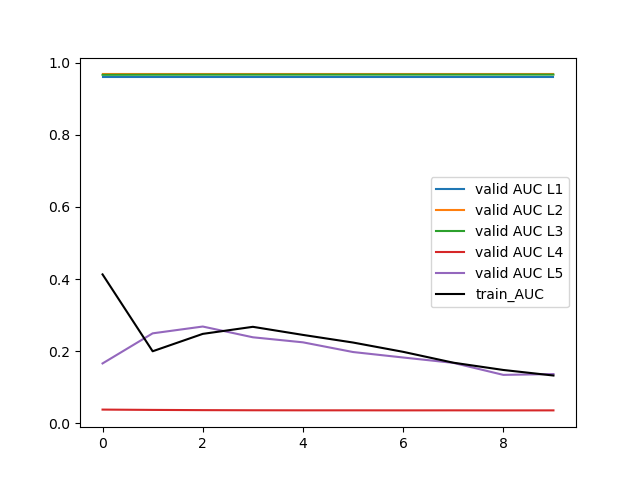 1.0
0.8
0.6
0.4
0.2
0.0
0 2 4 6 8
valid AUC L1
valid AUC L2
valid AUC L3
valid AUC L4
valid AUC L5
train_AUC